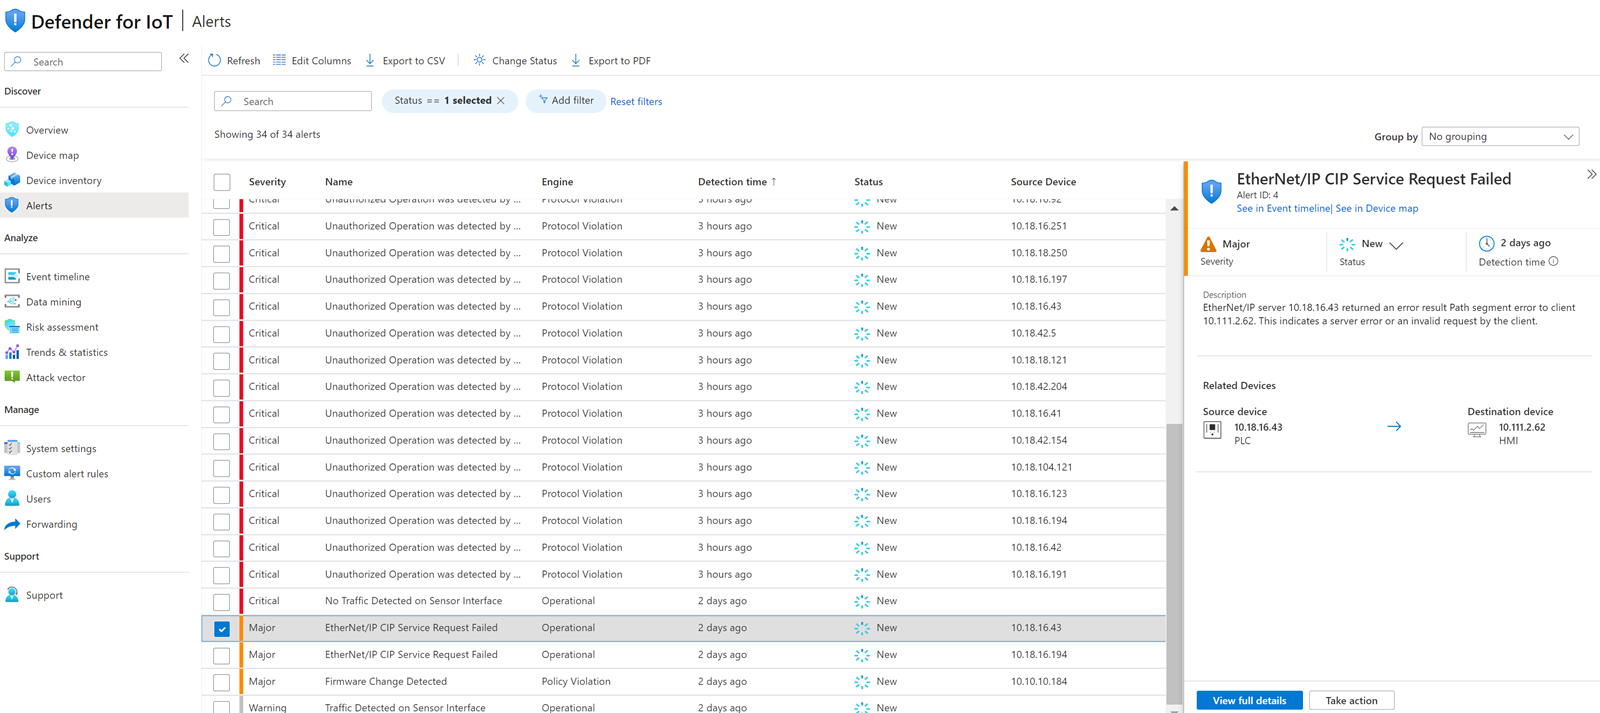 Defender for IoT | Alerts
Search
Refresh Edit Columns Export to CSV Change Status Export to PDF
Discover
Overview
Device map
Device inventory
Alerts
Analyze
Event timeline
Data mining
Risk assessment
Trends & statistics
Attack vector
Manage
System settings
Custom alert rules
Users
Forwarding
Support
Support
Search Status == 1 selected Add filter Reset filters
Showing 34 of 34 alerts
Group by No grouping
Severity Name Engine Detection time ↑ Status Source Device
Critical Unauthorized Operation was detected by ... Protocol Violation 3 hours ago New 10.18.16.92
Critical Unauthorized Operation was detected by ... Protocol Violation 3 hours ago New 10.18.16.251
Critical Unauthorized Operation was detected by ... Protocol Violation 3 hours ago New 10.18.18.250
Critical Unauthorized Operation was detected by ... Protocol Violation 3 hours ago New 10.18.16.197
Critical Unauthorized Operation was detected by ... Protocol Violation 3 hours ago New 10.18.16.43
Critical Unauthorized Operation was detected by ... Protocol Violation 3 hours ago New 10.18.42.5
Critical Unauthorized Operation was detected by ... Protocol Violation 3 hours ago New 10.18.18.121
Critical Unauthorized Operation was detected by ... Protocol Violation 3 hours ago New 10.18.42.204
Critical Unauthorized Operation was detected by ... Protocol Violation 3 hours ago New 10.18.16.41
Critical Unauthorized Operation was detected by ... Protocol Violation 3 hours ago New 10.18.42.154
Critical Unauthorized Operation was detected by ... Protocol Violation 3 hours ago New 10.18.104.121
Critical Unauthorized Operation was detected by ... Protocol Violation 3 hours ago New 10.18.16.123
Critical Unauthorized Operation was detected by ... Protocol Violation 3 hours ago New 10.18.16.194
Critical Unauthorized Operation was detected by ... Protocol Violation 3 hours ago New 10.18.16.42
Critical Unauthorized Operation was detected by ... Protocol Violation 3 hours ago New 10.18.16.191
Critical No Traffic Detected on Sensor Interface Operational 2 days ago New
Major EtherNet/IP CIP Service Request Failed Operational 2 days ago New 10.18.16.43
Major EtherNet/IP CIP Service Request Failed Operational 2 days ago New 10.18.16.194
Major Firmware Change Detected Policy Violation 2 days ago New 10.10.10.184
Warning Traffic Detected on Sensor Interface Operational 2 days ago New
EtherNet/IP CIP Service Request Failed
Alert ID: 4
See in Event timeline| See in Device map
Major New 2 days ago
Severity Status Detection time
Description
EtherNet/IP server 10.18.16.43 returned an error result Path segment error to client
10.111.2.62. This indicates a server error or an invalid request by the client.
Related Devices
Source device Destination device
10.18.16.43 → 10.111.2.62
PLC HMI
View full details Take action